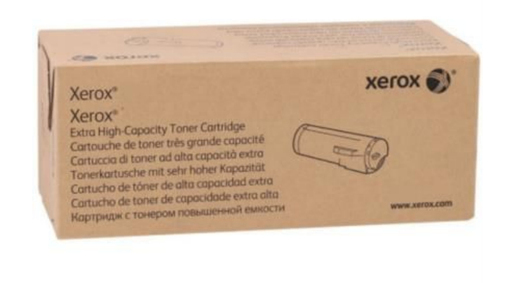 xerox
Xerox®
Xerox®
Extra High-Capacity Toner Cartridge
Cartouche de toner très grande capacité
Cartuccia di toner ad alta capacità extra
Tonerkartusche mit sehr hoher Kapazität
Cartucho de tóner de alta capacidad extra
Cartucho de toner de capacidade extra alta
Картридж с тонером повышенной емкости
www.xerox.com